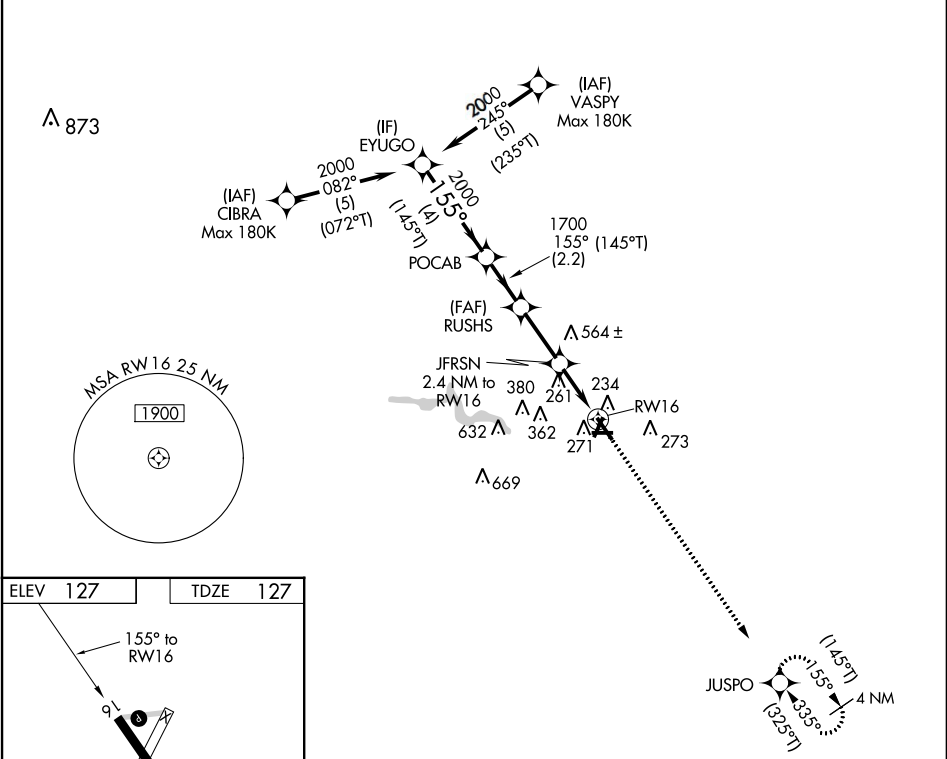 873
(IAF)
VASPY
Max 180K
2000
245°
(5)
(235°T)
(IF)
EYUGO
2000
082°
(5)
(072°T)
(IAF)
CIBRA
Max 180K
2000
155°
(4)
(145°T)
POCAB
1700
155° (145°T)
(2.2)
(FAF)
RUSHS
564 ±
JFRSN
2.4 NM to
RW16
380
261
234
RW16
632
362
271
273
669
MSA RW16 25 NM
1900
ELEV 127
TDZE 127
155° to
RW16
16
P
X
JUSPO
(145°T)
155°
4 NM
335°
(325°T)